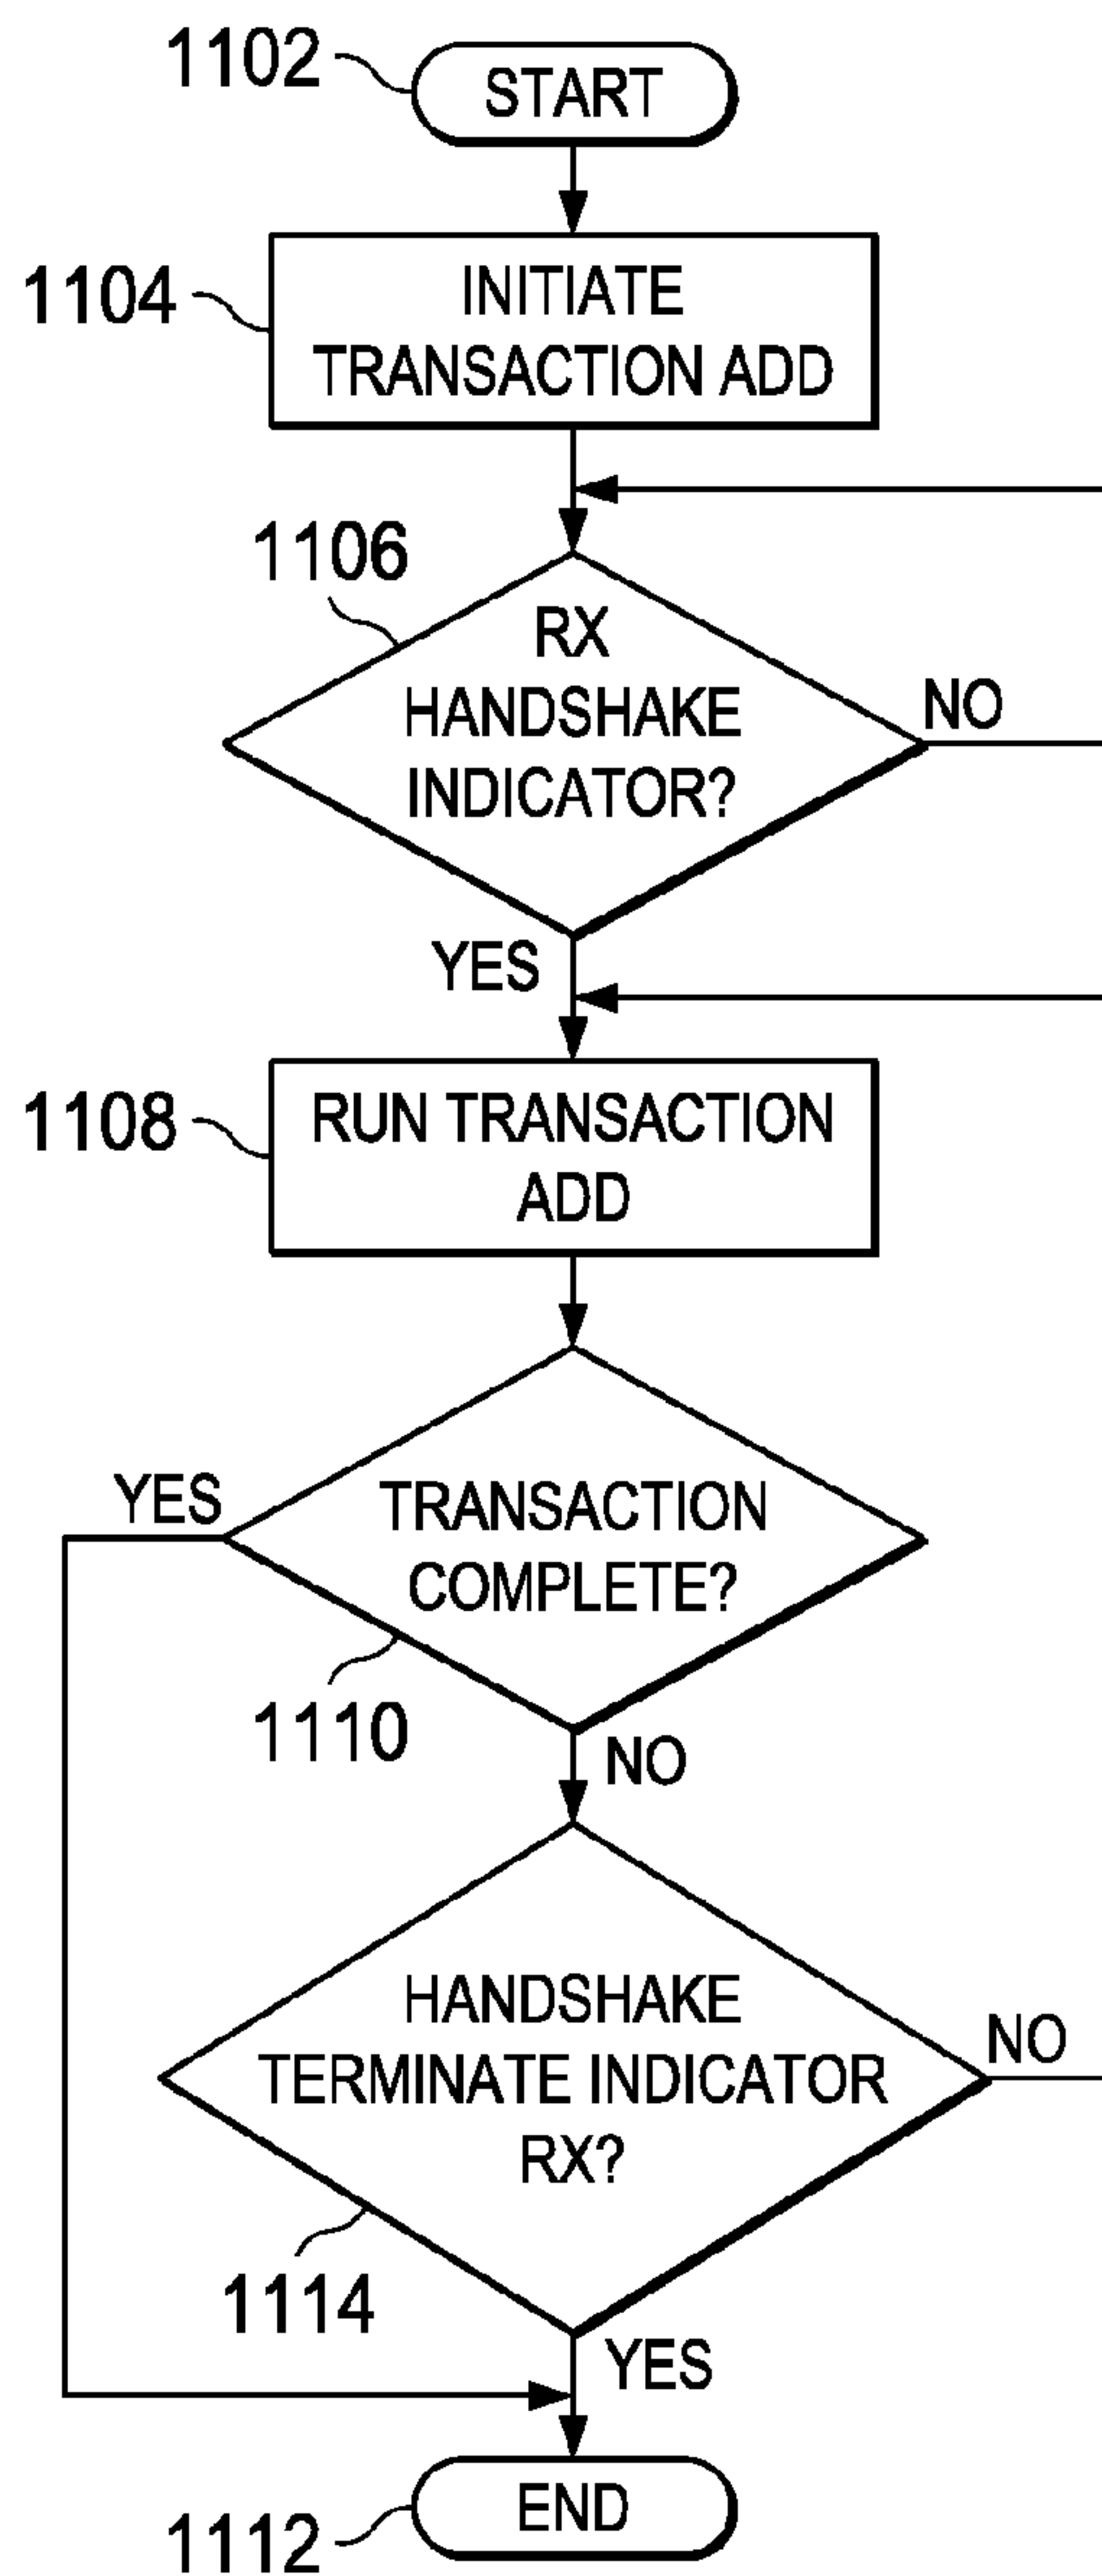 1102
START
1104
INITIATE
TRANSACTION ADD
1106
RX
HANDSHAKE
INDICATOR?
NO
YES
1108
RUN TRANSACTION
ADD
YES
TRANSACTION
COMPLETE?
1110
NO
HANDSHAKE
TERMINATE INDICATOR
RX?
NO
1114
YES
END
1112